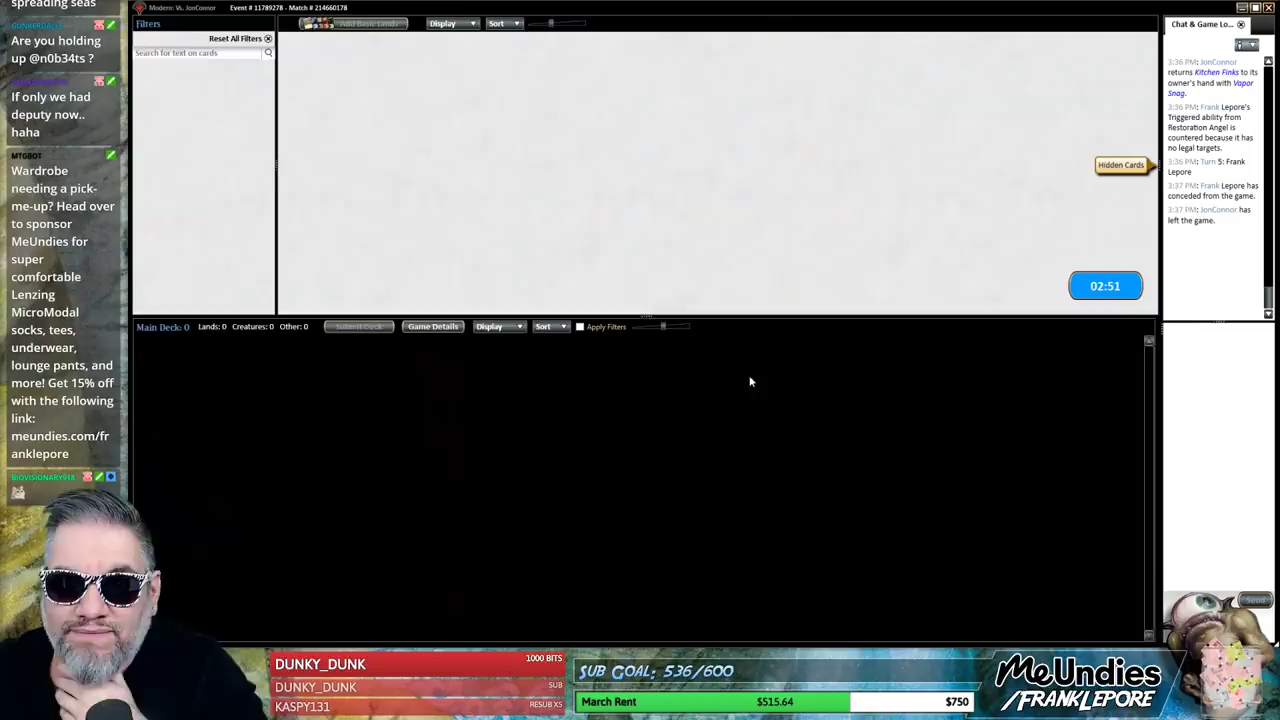 spreading seas
GUNKERDALLE
Are you holding
up @n0b34ts ?
If only we had
deputy now..
haha
MTGBOT
Wardrobe
needing a pick-
me-up? Head over
to sponsor
MeUndies for
super
comfortable
Lenzing
MicroModal
socks, tees,
underwear,
lounge pants, and
more! Get 15% off
with the following
link:
meundies.com/fr
anklepore
BIOVISIONARY918
Modern: Vs. JonConnor
Event # 11789278 - Match # 214660178
Filters
Reset All Filters
Search for text on cards
Add Basic Lands
Display
Sort
Hidden Cards
02:51
Main Deck: 0
Lands: 0 Creatures: 0 Other: 0
Submit Deck
Game Details
Display
Sort
Apply Filters
Chat & Game Lo...
3:36 PM: JonConnor
returns Kitchen Finks to its
owner's hand with Vapor
Snag.
3:36 PM: Frank Lepore's
Triggered ability from
Restoration Angel is
countered because it has
no legal targets.
3:36 PM: Turn 5: Frank
Lepore
3:37 PM: Frank Lepore has
conceded from the game.
3:37 PM: JonConnor has
left the game.
Send
DUNKY_DUNK
1000 BITS
DUNKY_DUNK
SUB
KASPY131
RESUB X5
SUB GOAL: 536/600
March Rent
$515.64
$750
MeUndies
/FRANKLEPORE